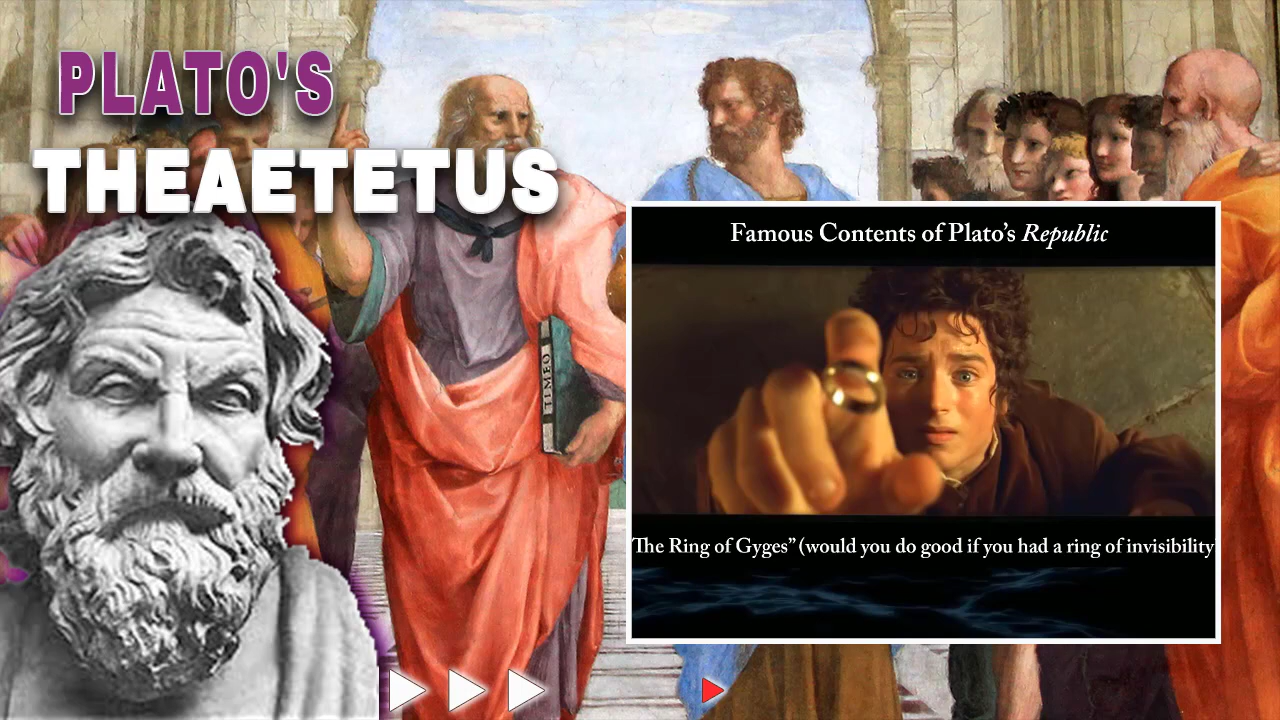 PLATO'S
THEAETETUS
Famous Contents of Plato's Republic
TIMEO
The Ring of Gyges” (would you do good if you had a ring of invisibility